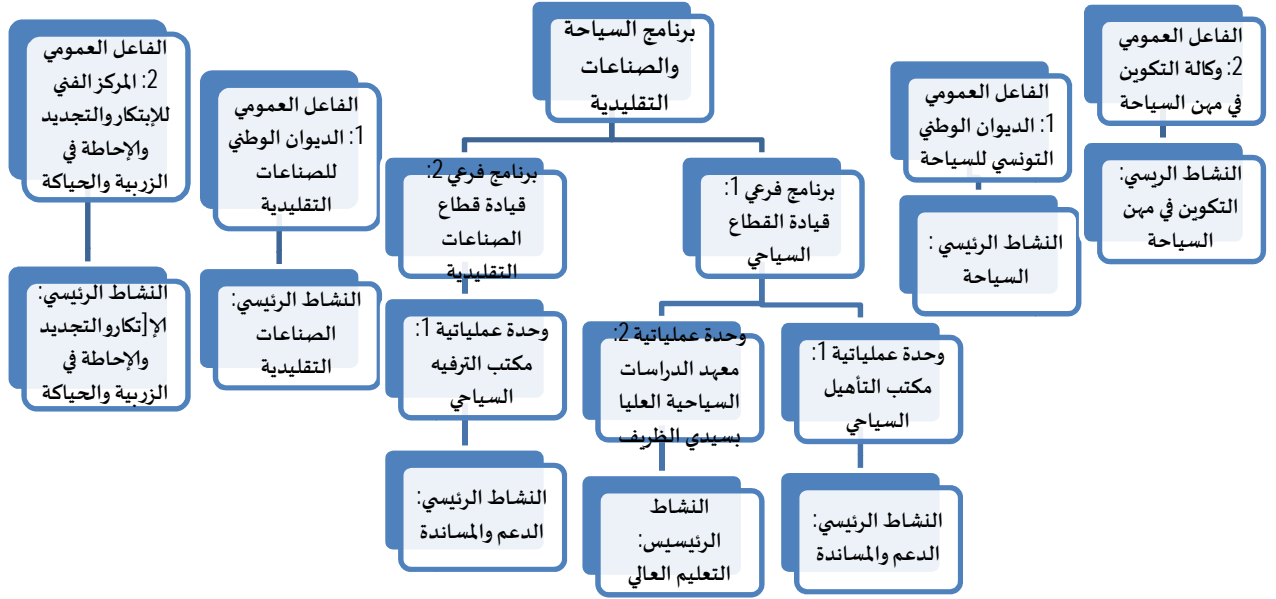 برنامج السياحة
والصناعات
التقليدية
الفاعل العمومي
2: وكالة التكوين
في مهن السياحة
النشاط الريسي:
التكوين في مهن
السياحة
الفاعل العمومي
1: الديوان الوطني
التونسي للسياحة
النشاط الرئيسي :
السياحة
برنامج فرعي 1:
قيادة القطاع
السياحي
وحدة عملياتية 1:
مكتب التأهيل
السياحي
النشاط الرئيسي:
الدعم والمساندة
وحدة عملياتية 2:
معهد الدراسات
السياحية العليا
بسيدي الظريف
النشاط
الرئيسيس:
التعليم العالي
برنامج فرعي 2:
قيادة قطاع
الصناعات
التقليدية
وحدة عملياتية 1:
مكتب الترفيه
السياحي
النشاط الرئيسي:
الدعم والمساندة
الفاعل العمومي
1: الديوان الوطني
للصناعات
التقليدية
النشاط الرئيسي:
الصناعات
التقليدية
الفاعل العمومي
2: المركز الفني
للإبتكار والتجديد
والإحاطة في
الزربية والحياكة
النشاط الرئيسي:
الإ[تكار والتجديد
والإحاطة في
الزربية والحياكة